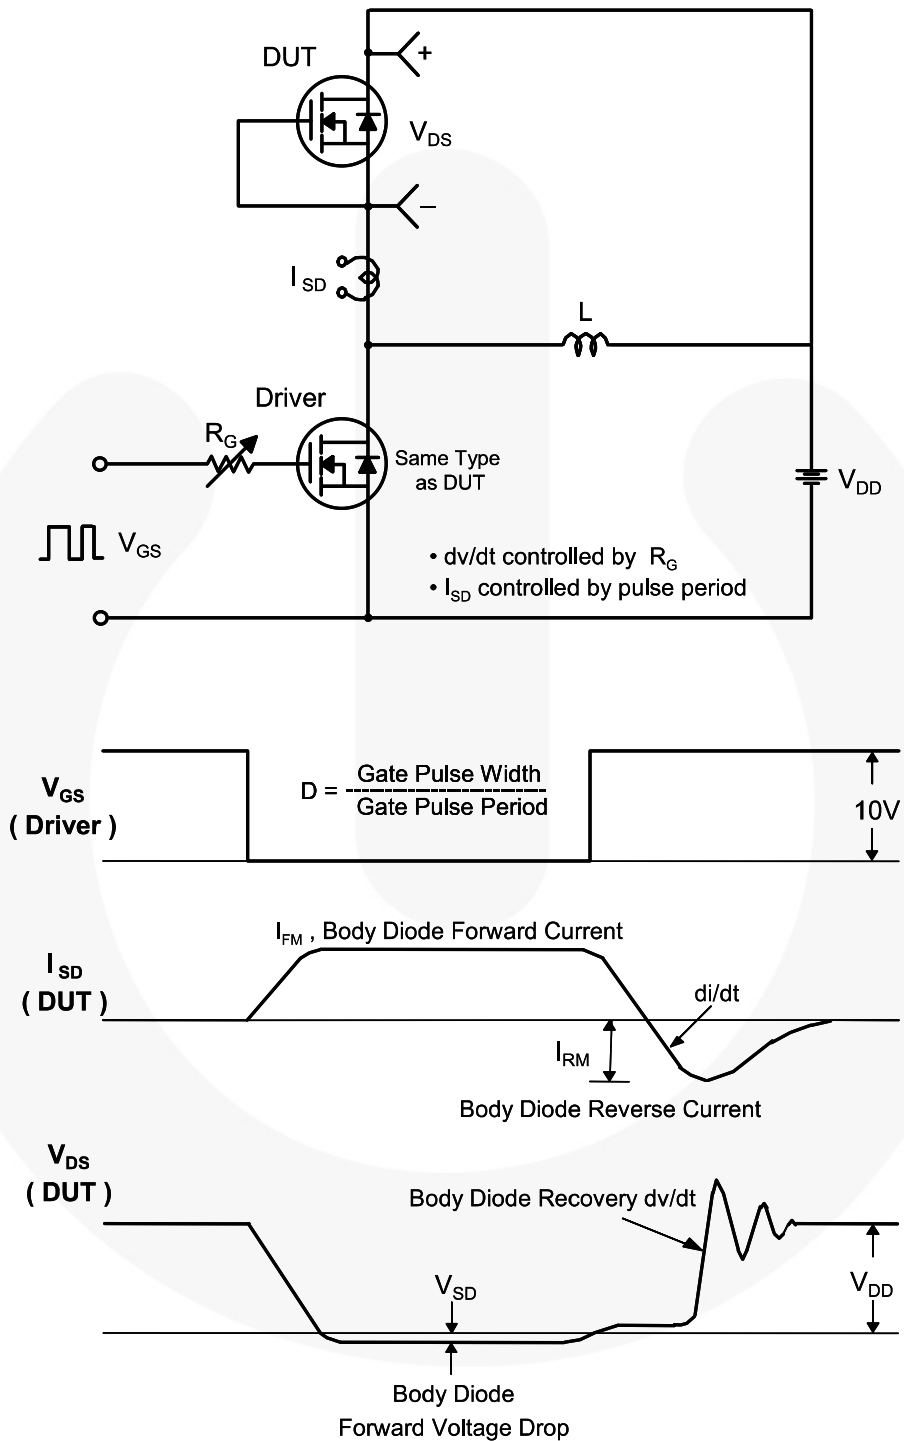 DUT
+
V_DS
–
I_SD
L
Driver
R_G
Same Type
as DUT
V_DD
V_GS
• dv/dt controlled by R_G
• I_SD controlled by pulse period
V_GS
( Driver )
D = Gate Pulse Width
Gate Pulse Period
10V
I_FM , Body Diode Forward Current
I_SD
( DUT )
di/dt
I_RM
Body Diode Reverse Current
V_DS
( DUT )
Body Diode Recovery dv/dt
V_SD
V_DD
Body Diode
Forward Voltage Drop